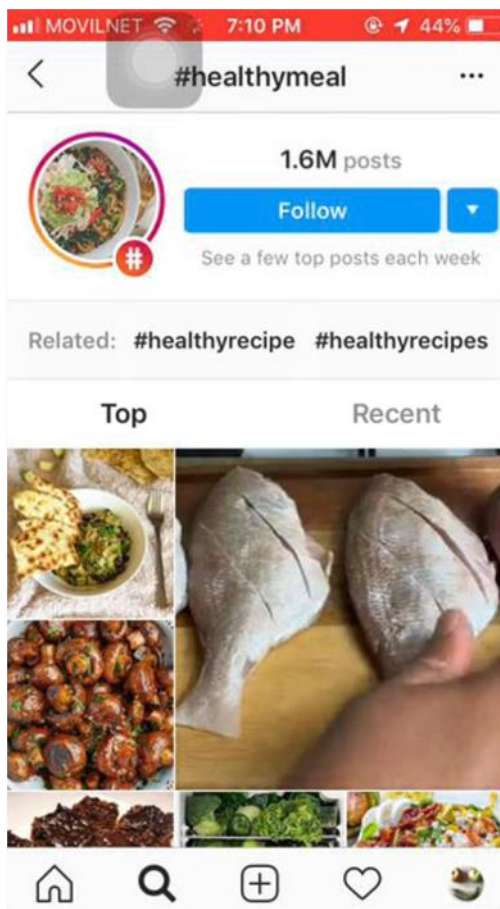 MOVILNET 7:10 PM 44%
#healthymeal
1.6M posts
Follow
See a few top posts each week
Related: #healthyrecipe #healthyrecipes
Top Recent